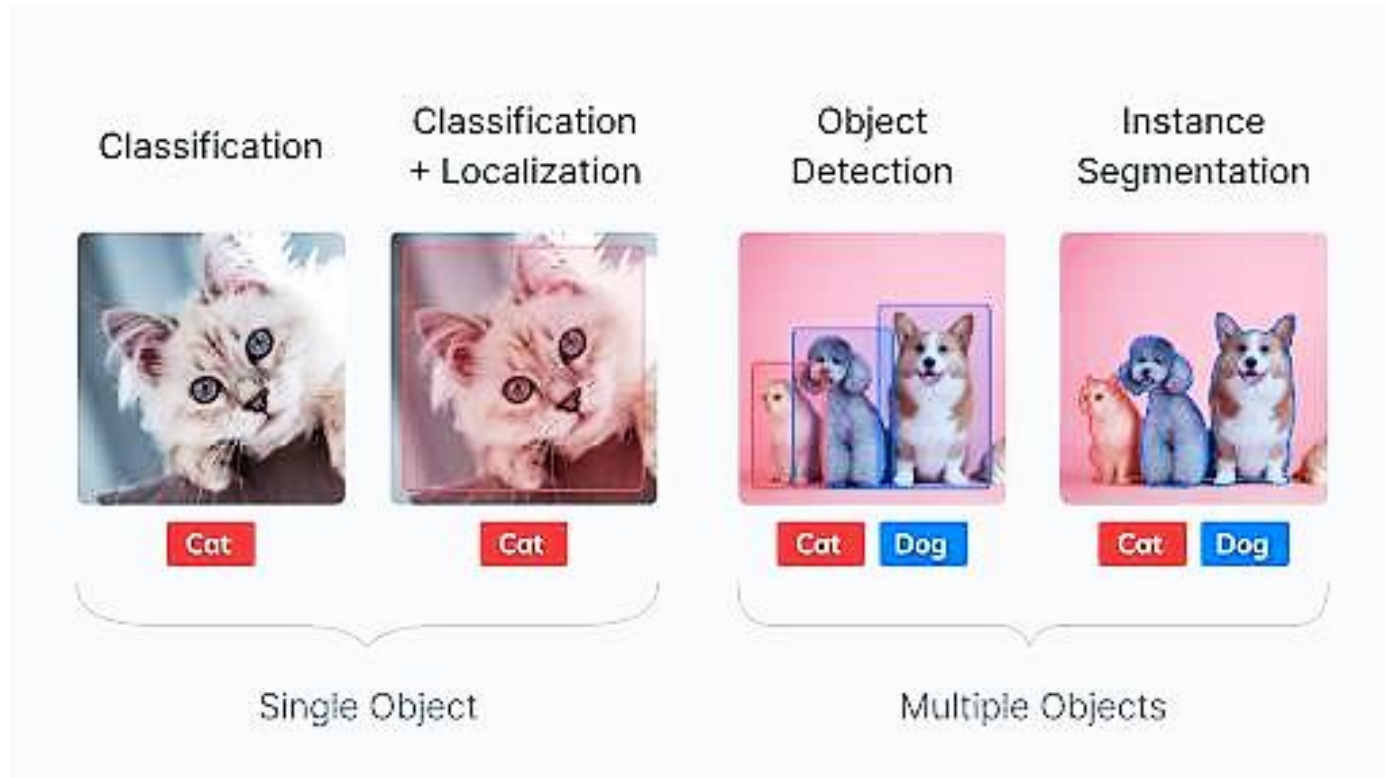 Classification
Classification
+ Localization
Object
Detection
Instance
Segmentation
Cat
Cat
Cat Dog
Cat Dog
Single Object
Multiple Objects